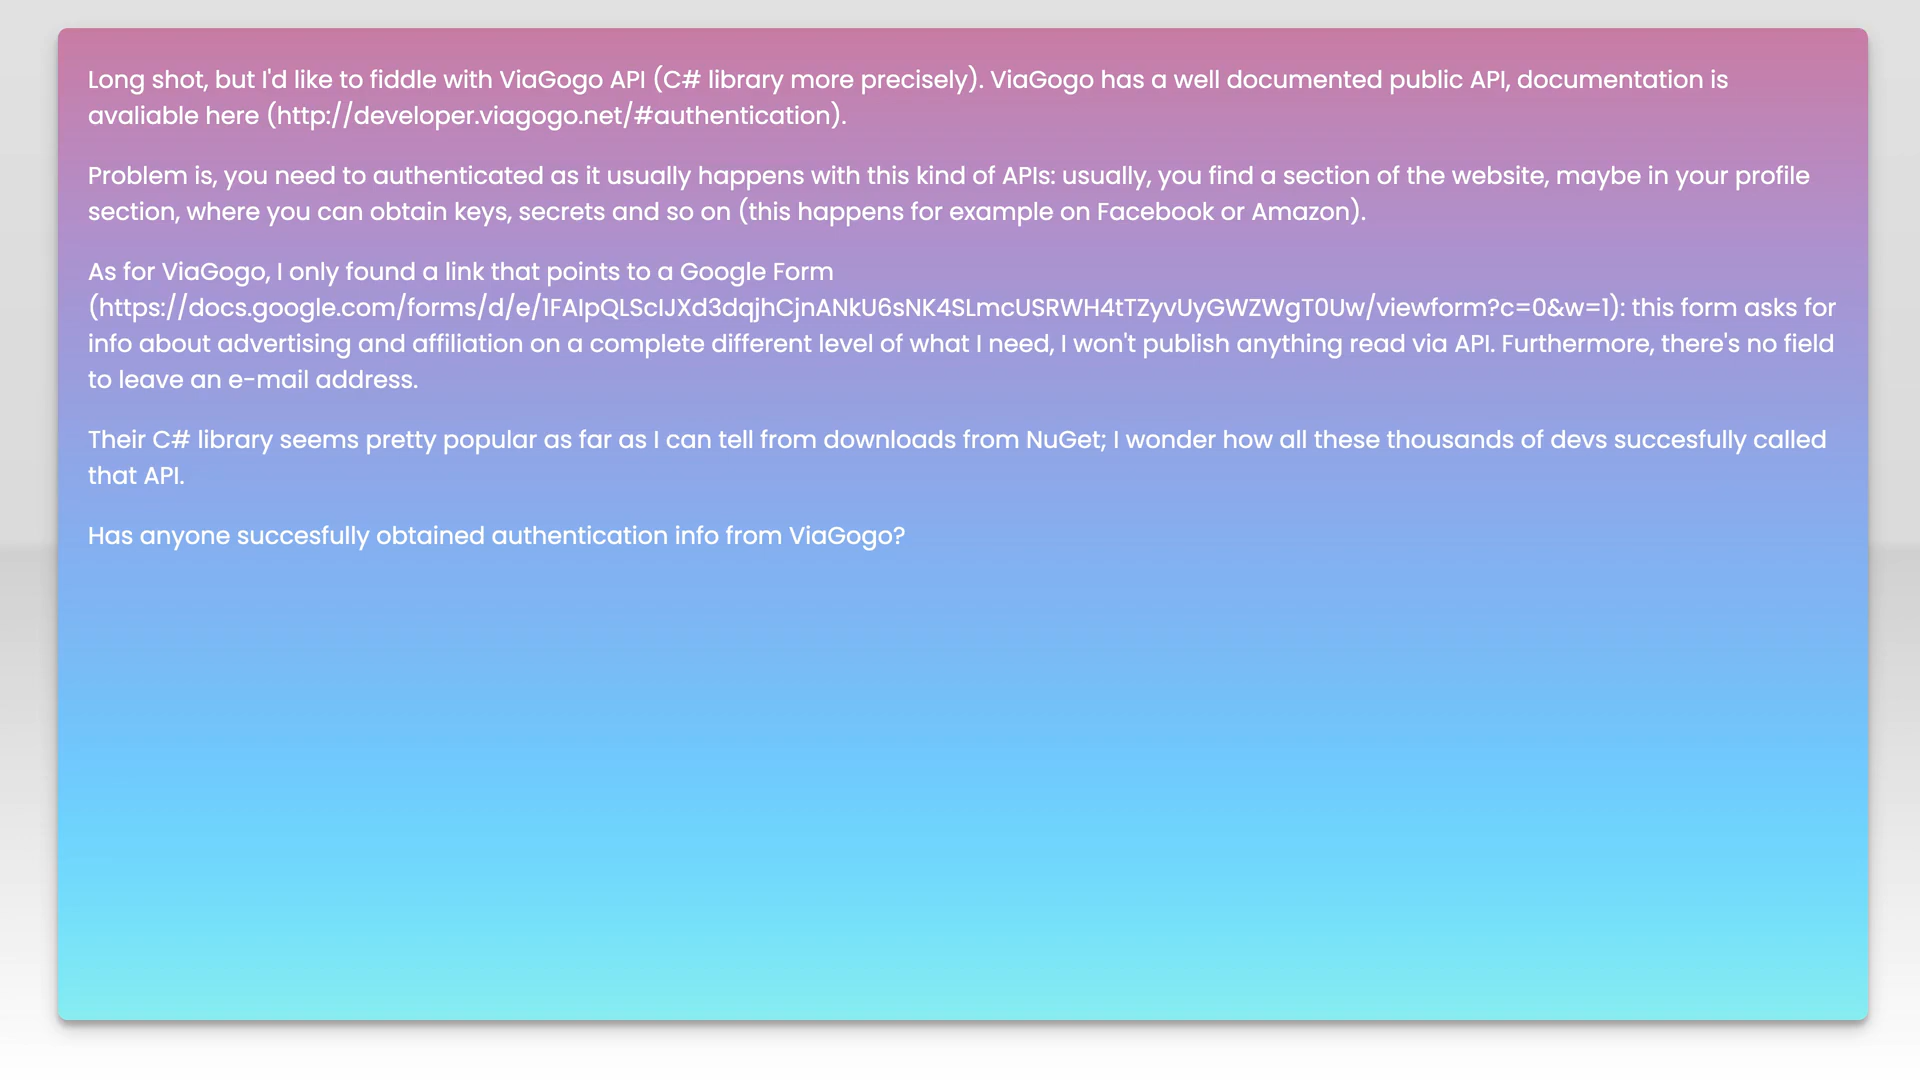 Long shot, but I'd like to fiddle with ViaGogo API (C# library more precisely). ViaGogo has a well documented public API, documentation is
avaliable here (http://developer.viagogo.net/#authentication).
Problem is, you need to authenticated as it usually happens with this kind of APIs: usually, you find a section of the website, maybe in your profile
section, where you can obtain keys, secrets and so on (this happens for example on Facebook or Amazon).
As for ViaGogo, I only found a link that points to a Google Form
(https://docs.google.com/forms/d/e/1FAIpQLScIJXd3dqjhCjnANkU6sNK4SLmcUSRWH4tTZyvUyGWZWgT0Uw/viewform?c=0&w=1): this form asks for
info about advertising and affiliation on a complete different level of what I need, I won't publish anything read via API. Furthermore, there's no field
to leave an e-mail address.
Their C# library seems pretty popular as far as I can tell from downloads from NuGet; I wonder how all these thousands of devs succesfully called
that API.
Has anyone succesfully obtained authentication info from ViaGogo?